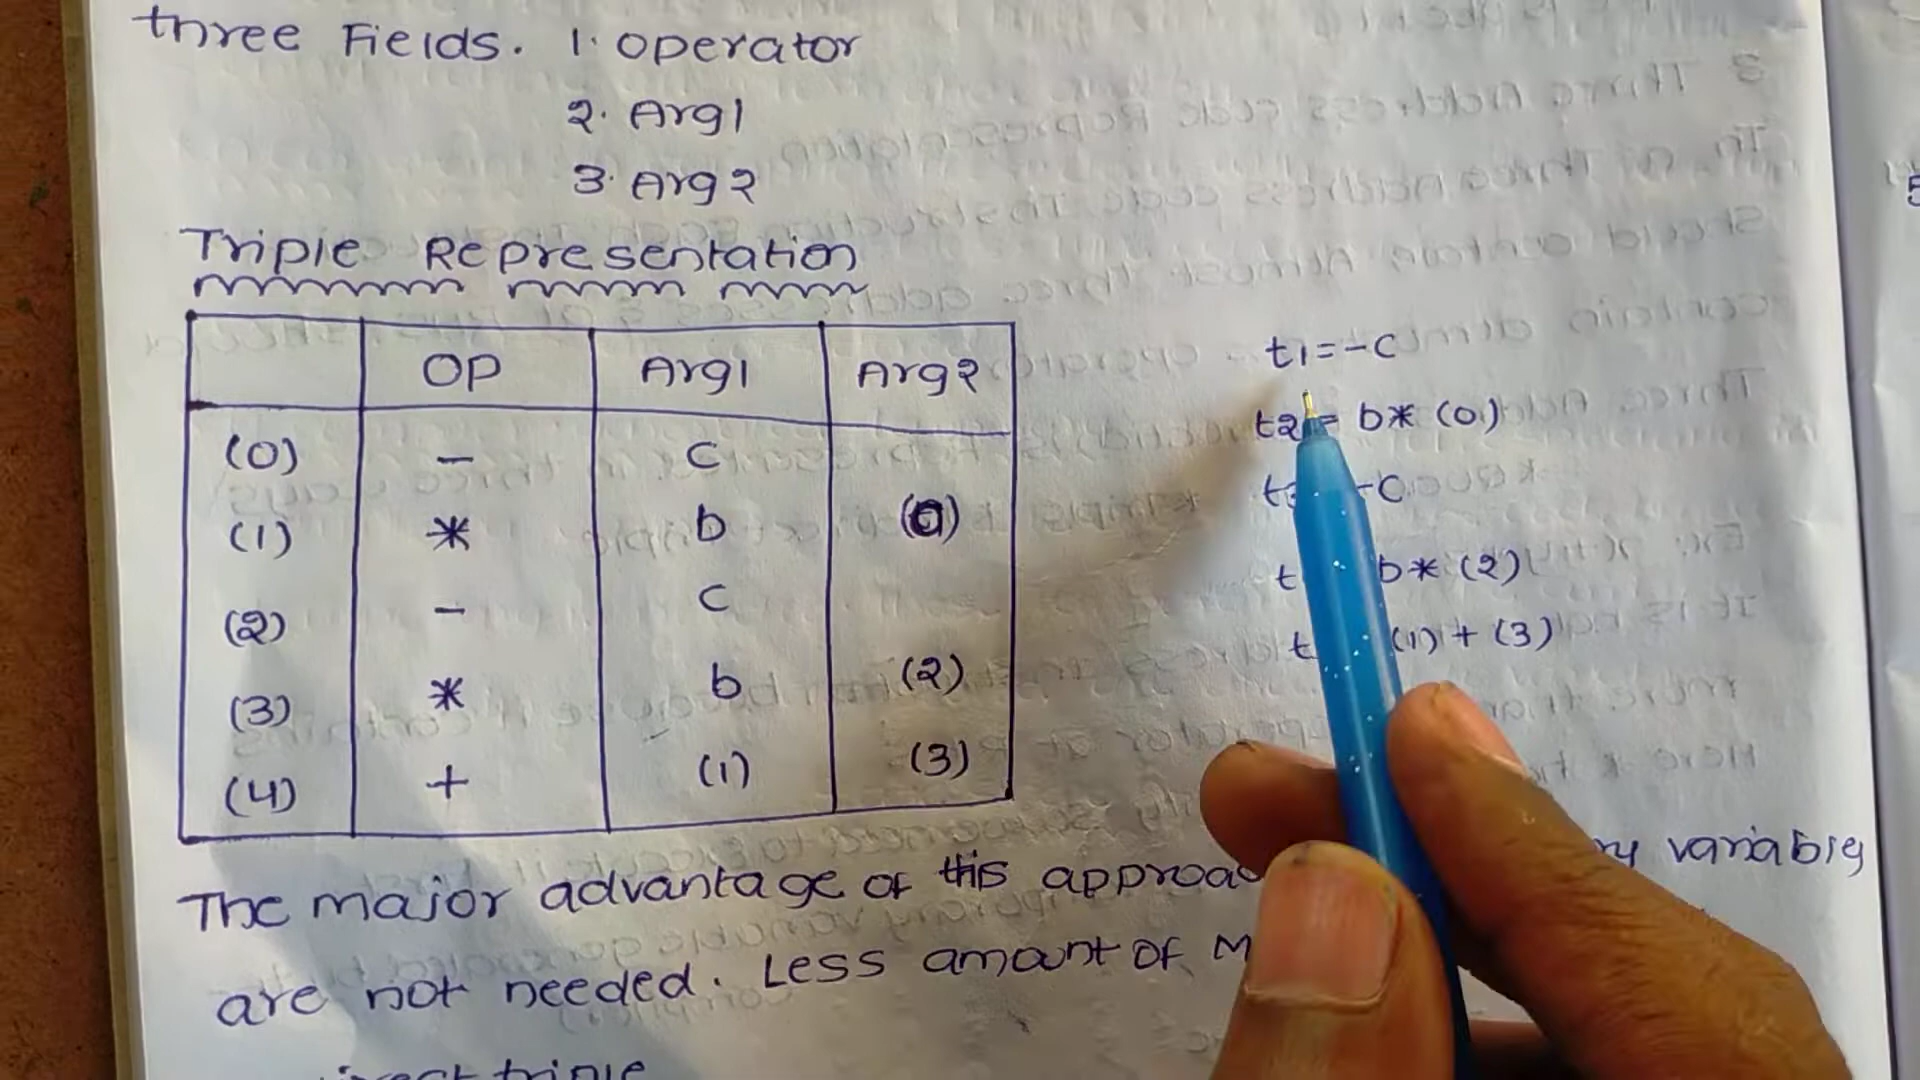 three Fields. 1. operator
2. Arg1
3. Arg2
Triple Representation
OP Arg1 Arg2
(0) - c
(1) * b (0)
(2) - c
(3) * b (2)
(4) + (1) (3)
t1 = -c
t2 = b* (0)
-c
b* (2)
(1) + (3)
The major advantage of this variable
are not needed. Less amount of
triple